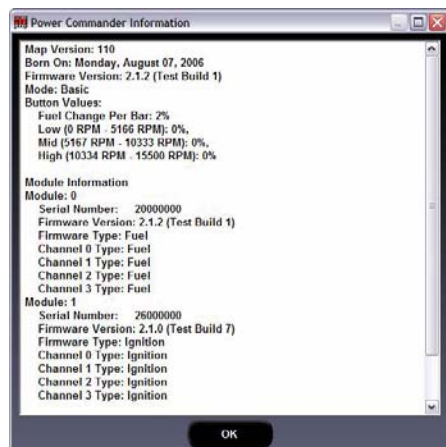 Power Commander Information
Map Version: 110
Born On: Monday, August 07, 2006
Firmware Version: 2.1.2 (Test Build 1)
Mode: Basic
Button Values:
Fuel Change Per Bar: 2%
Low (0 RPM - 5166 RPM): 0%,
Mid (5167 RPM - 10333 RPM): 0%,
High (10334 RPM - 15500 RPM): 0%
Module Information
Module: 0
Serial Number: 20000000
Firmware Version: 2.1.2 (Test Build 1)
Firmware Type: Fuel
Channel 0 Type: Fuel
Channel 1 Type: Fuel
Channel 2 Type: Fuel
Channel 3 Type: Fuel
Module: 1
Serial Number: 26000000
Firmware Version: 2.1.0 (Test Build 7)
Firmware Type: Ignition
Channel 0 Type: Ignition
Channel 1 Type: Ignition
Channel 2 Type: Ignition
Channel 3 Type: Ignition
OK